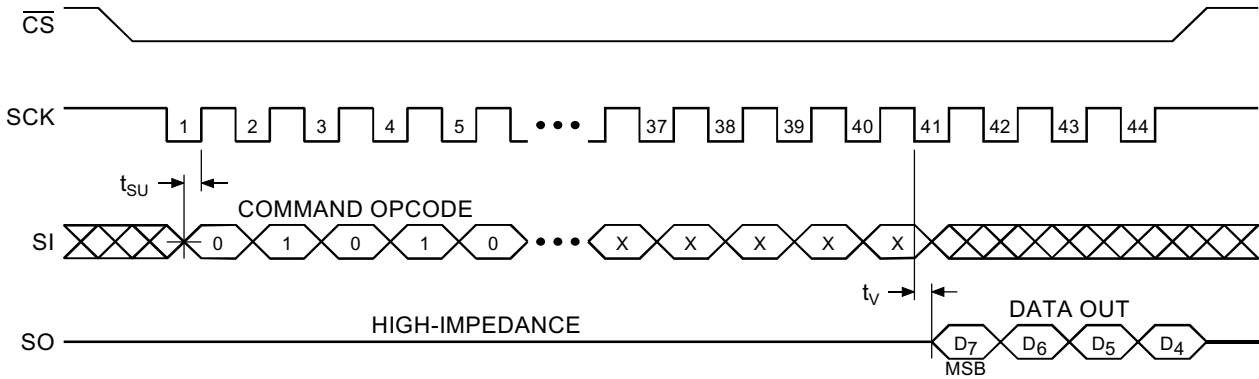 CS
SCK 1 2 3 4 5 ••• 37 38 39 40 41 42 43 44
tSU
COMMAND OPCODE
SI 0 1 0 1 0 ••• X X X X X
tV
HIGH-IMPEDANCE
DATA OUT
SO D7 D6 D5 D4
MSB